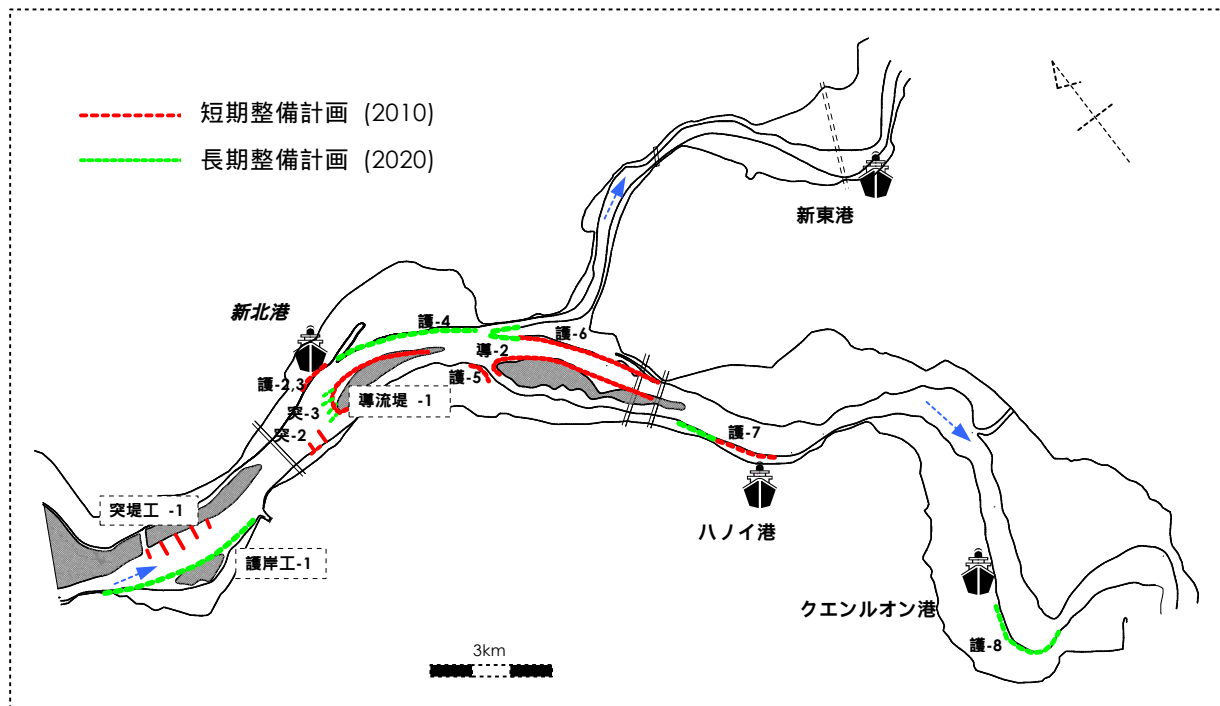 短期整備計画 (2010)
長期整備計画 (2020)
新東港
新北港
護-4
護-6
導-2
護-2,3
護-5
導流堤 -1
突-3
突-2
護-7
突堤工 -1
ハノイ港
護岸工-1
クエンルオン港
護-8
3km